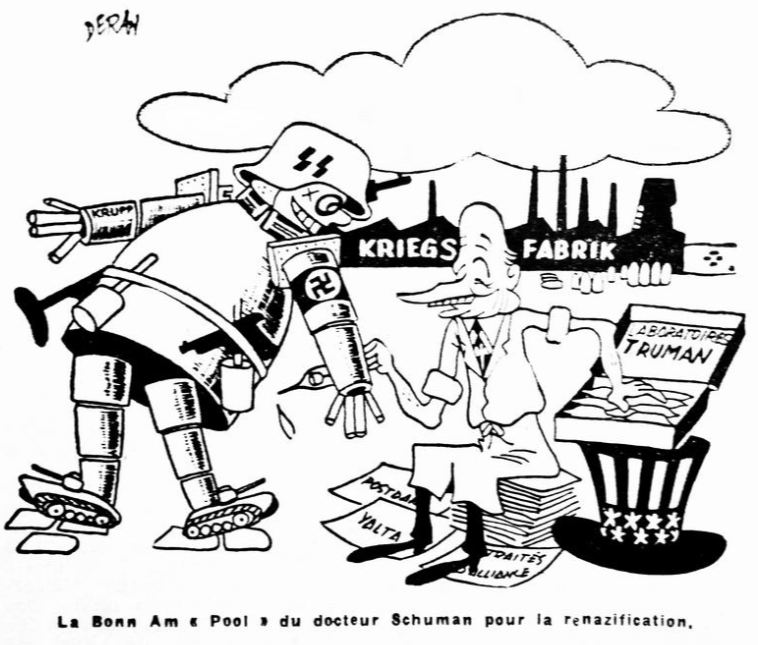 DERAN
SS
KRUPP
KRIEGS FABRIK
LABORATOIRES
TRUMAN
POSTDAM
YALTA
TRAITÉS
D'ALLIANCE
La Bonn Am « Pool » du docteur Schuman pour la renazification.